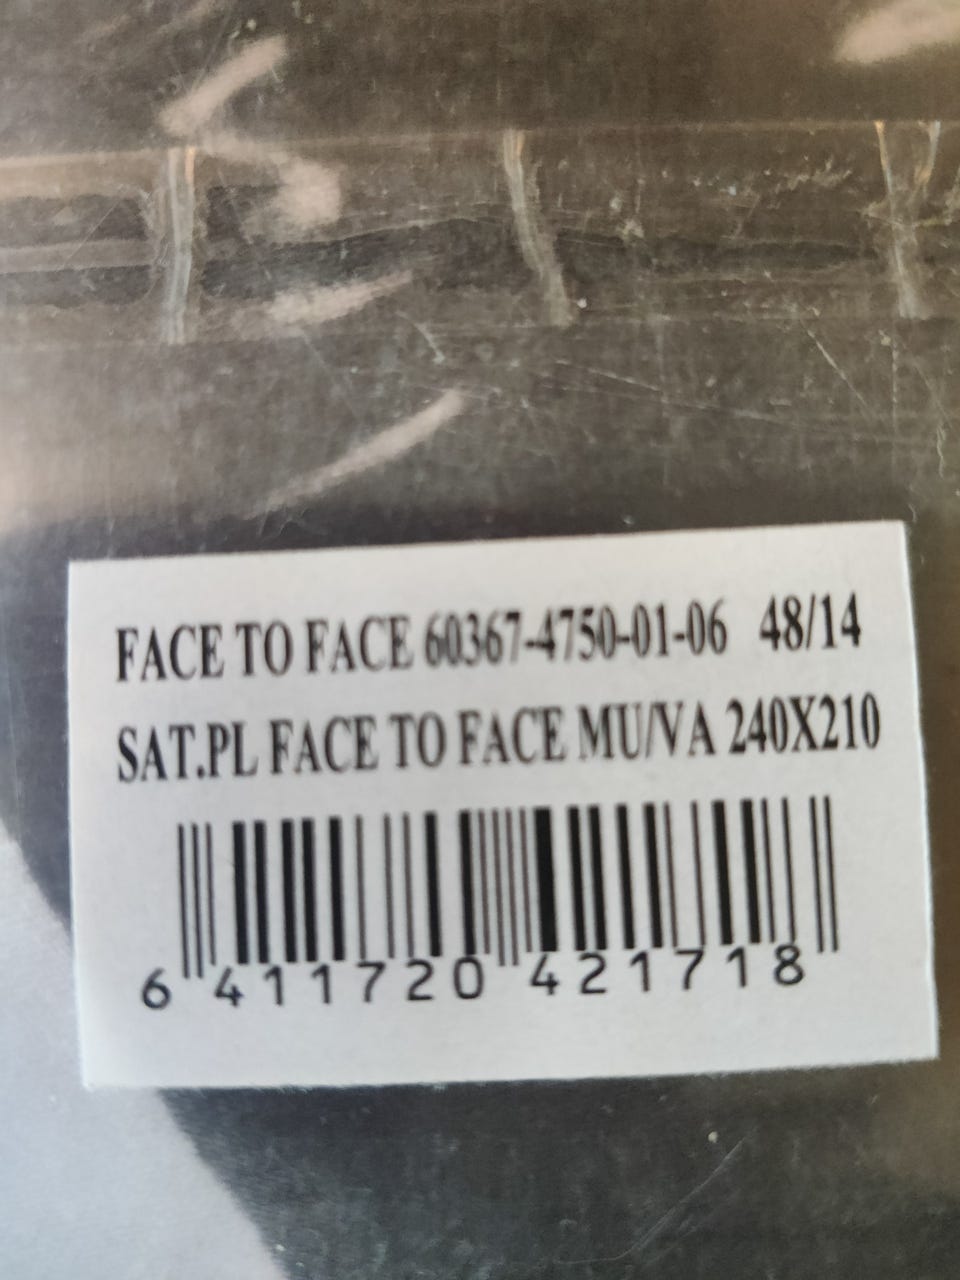 FACE TO FACE 60367-4750-01-06 48/14
SAT.PL FACE TO FACE MU/VA 240X210
6 411720 421718